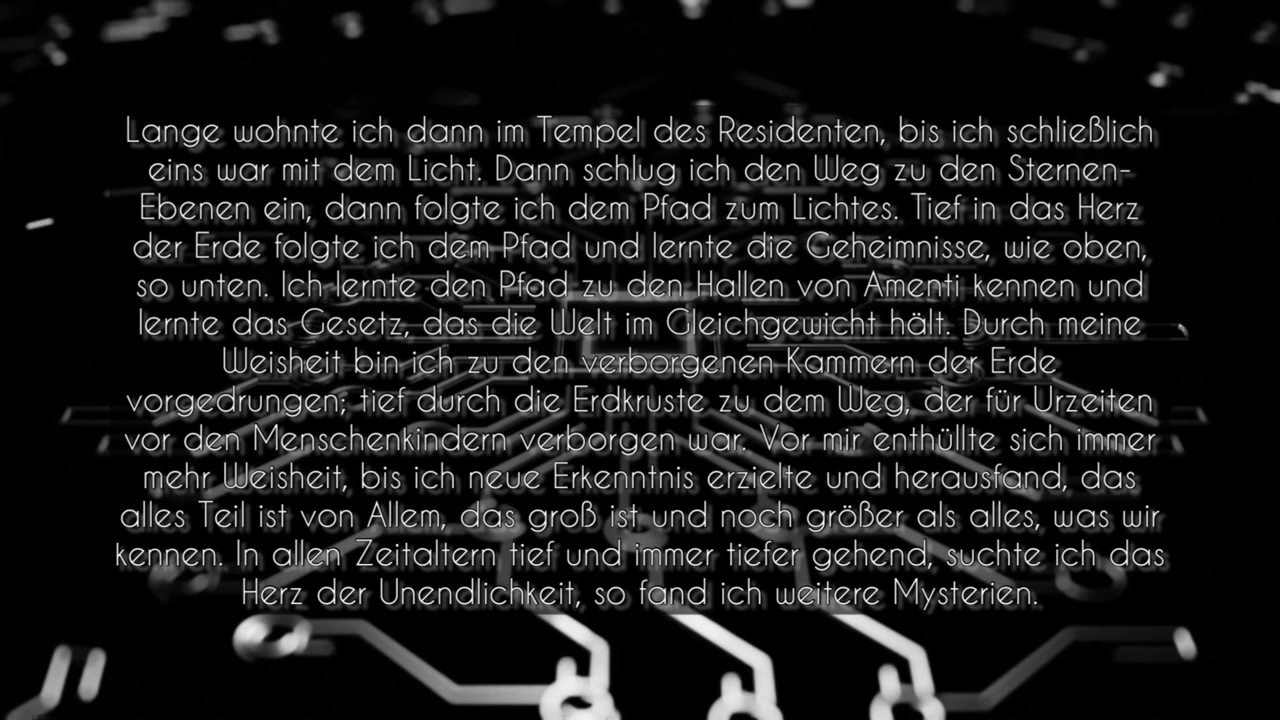 Lange wohnte ich dann im Tempel des Residenten, bis ich schließlich
eins war mit dem Licht. Dann schlug ich den Weg zu den Sternen-
Ebenen ein, dann folgte ich dem Pfad zum Lichtes. Tief in das Herz
der Erde folgte ich dem Pfad und lernte die Geheimnisse, wie oben,
so unten. Ich lernte den Pfad zu den Hallen von Amenti kennen und
lernte das Gesetz, das die Welt im Gleichgewicht hält. Durch meine
Weisheit bin ich zu den verborgenen Kammern der Erde
vorgedrungen; tief durch die Erdkruste zu dem Weg, der für Urzeiten
vor den Menschenkindern verborgen war. Vor mir enthüllte sich immer
mehr Weisheit, bis ich neue Erkenntnis erzielte und herausfand, das
alles Teil ist von Allem, das groß ist und noch größer als alles, was wir
kennen. In allen Zeitaltern tief und immer tiefer gehend, suchte ich das
Herz der Unendlichkeit, so fand ich weitere Mysterien.